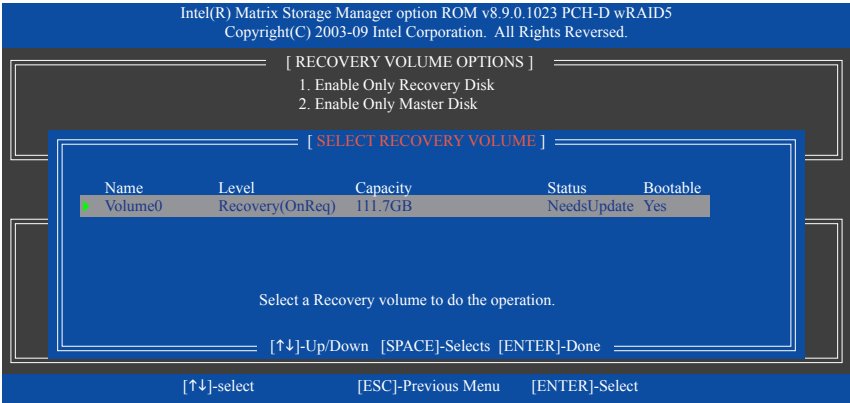 Intel(R) Matrix Storage Manager option ROM v8.9.0.1023 PCH-D wRAID5
Copyright(C) 2003-09 Intel Corporation. All Rights Reversed.
[ RECOVERY VOLUME OPTIONS ]
1. Enable Only Recovery Disk
2. Enable Only Master Disk
[ SELECT RECOVERY VOLUME ]
Name Level Capacity Status Bootable
Volume0 Recovery(OnReq) 111.7GB NeedsUpdate Yes
Select a Recovery volume to do the operation.
[↑↓]-Up/Down [SPACE]-Selects [ENTER]-Done
[↑↓]-select [ESC]-Previous Menu [ENTER]-Select